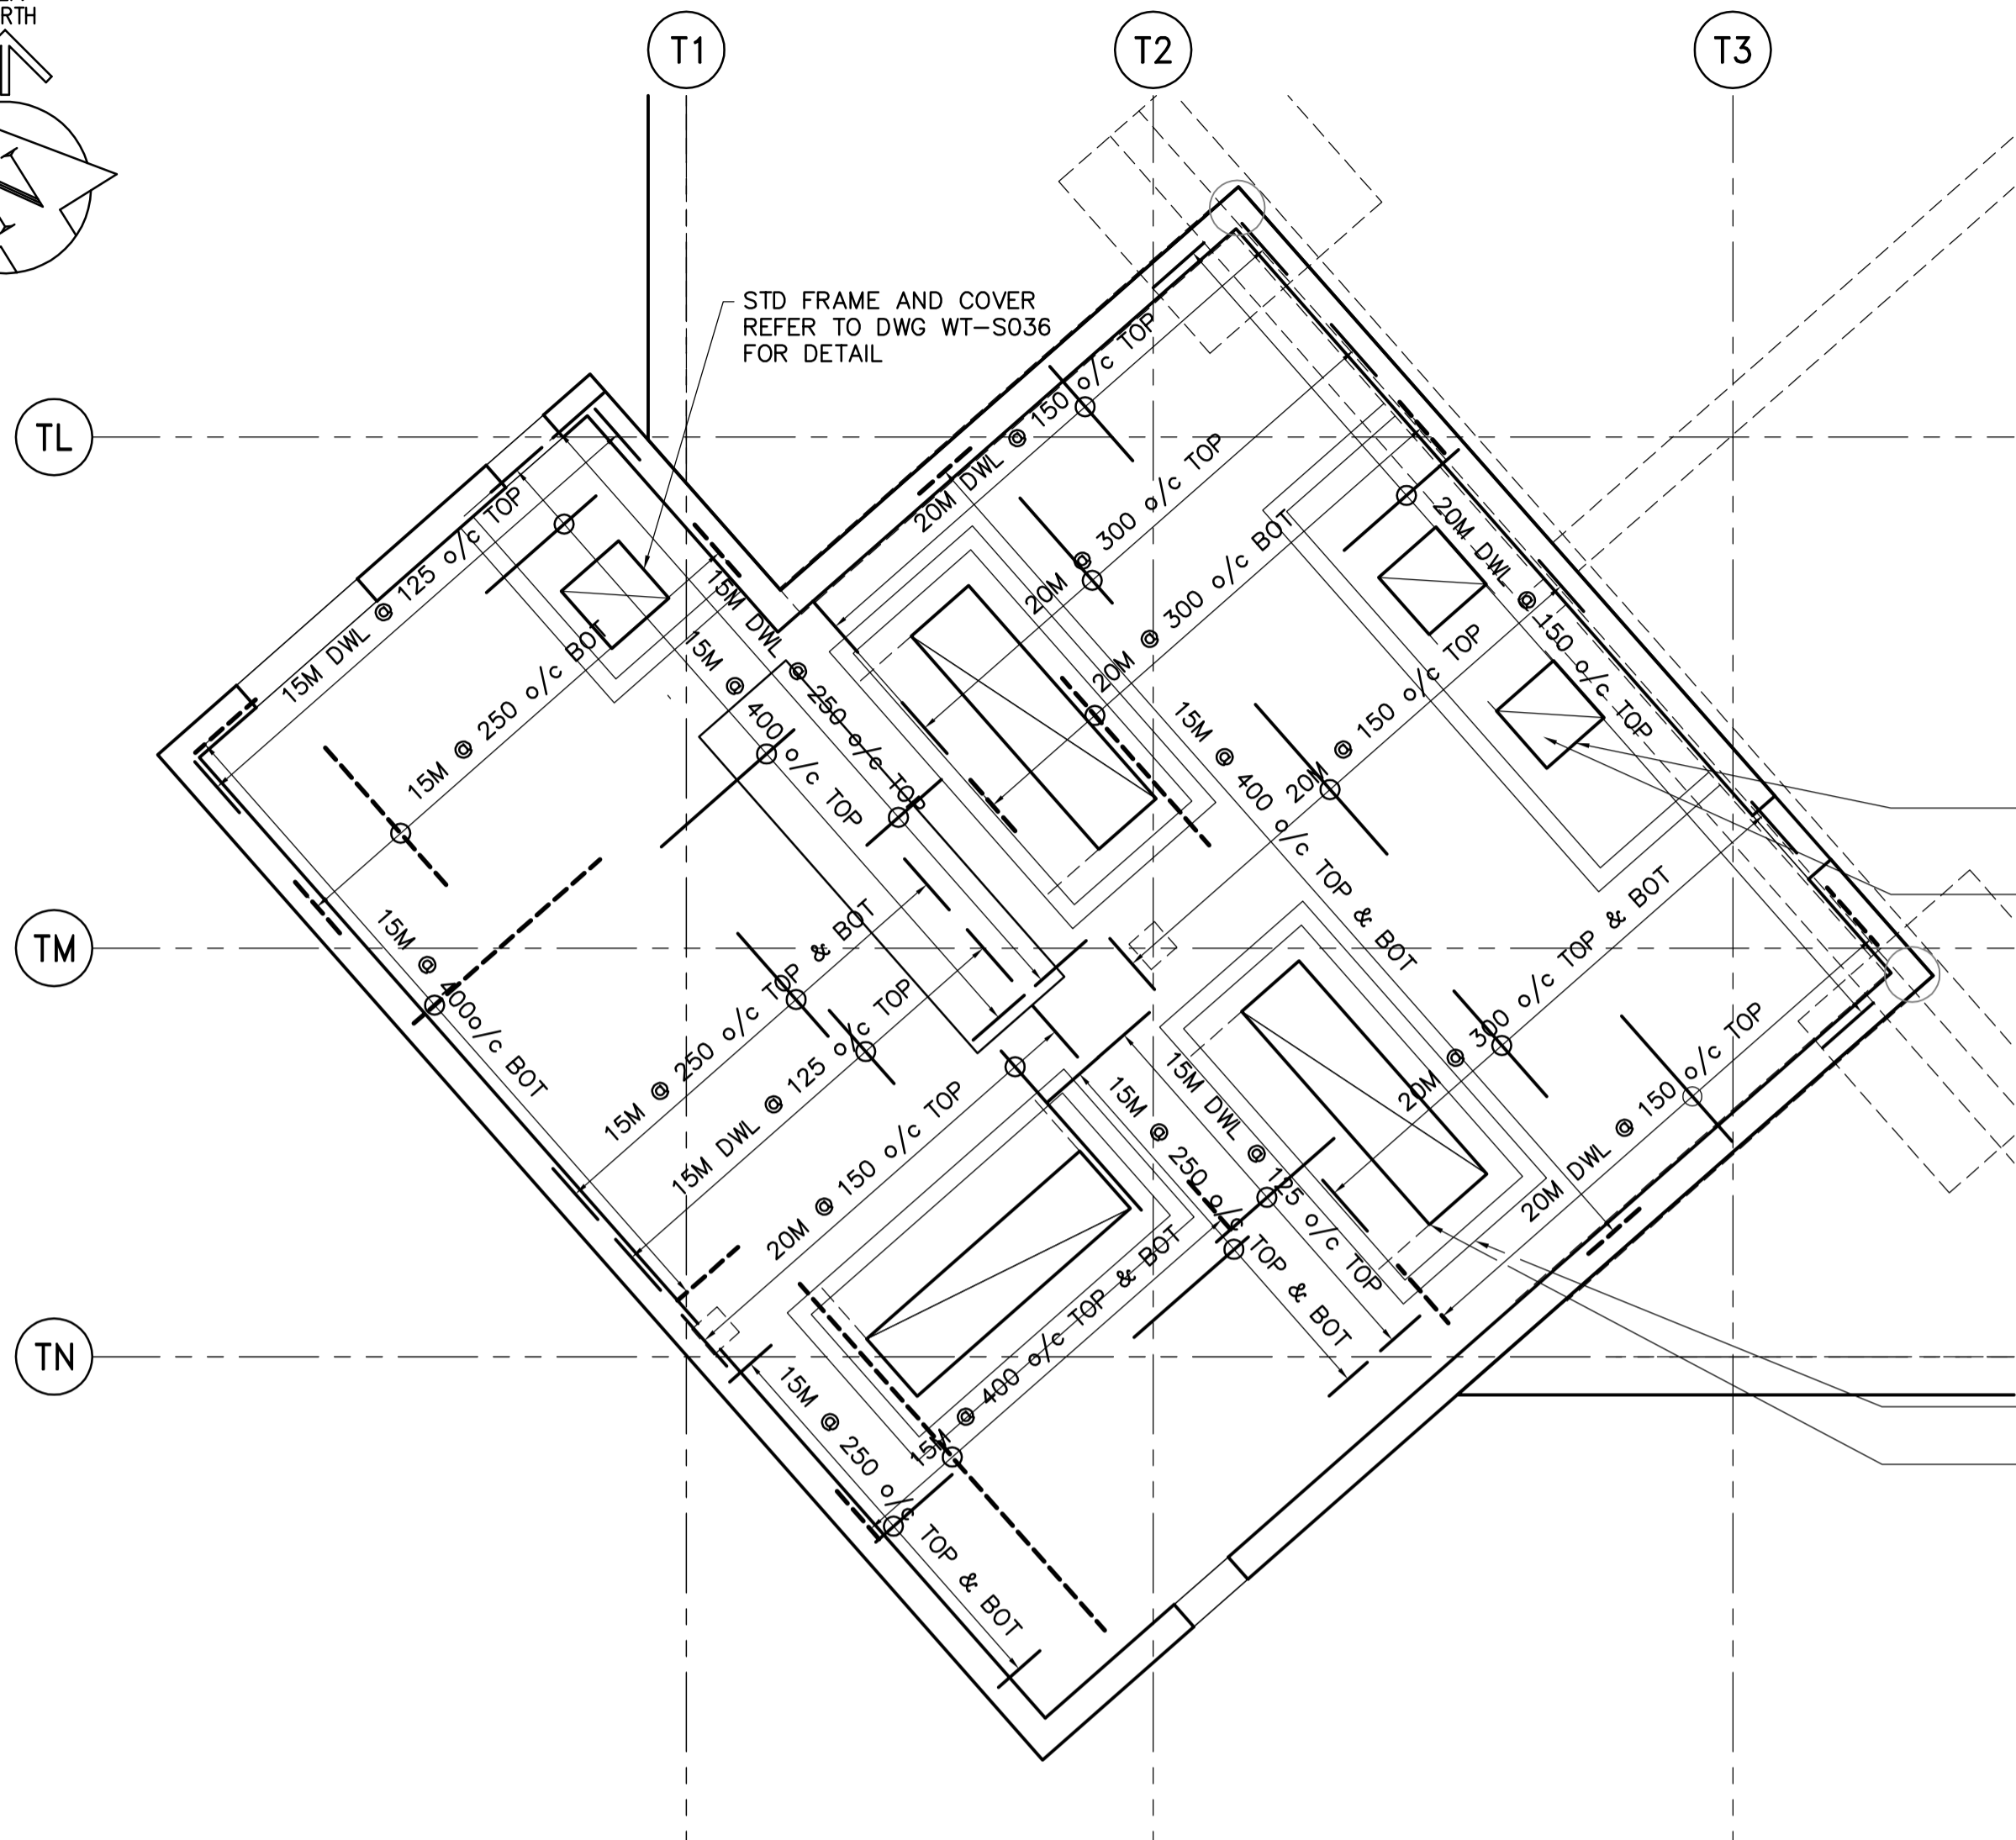 RTH
N
T1
T2
T3
STD FRAME AND COVER
REFER TO DWG WT-S036
FOR DETAIL
TL
20M DWL @ 150 o/c TOP
20M @ 300 o/c TOP
20M @ 300 o/c BOT
20M DWL @ 150 o/c TOP
15M DWL @ 125 o/c TOP
15M @ 250 o/c BOT
15M DWL @ 250 o/c TOP
15M @ 400 o/c TOP
15M @ 400 o/c TOP & BOT
20M @ 150 o/c TOP
TM
15M @ 400o/c BOT
15M @ 250 o/c TOP & BOT
15M DWL @ 125 o/c TOP
20M @ 150 o/c TOP
20M @ 300 o/c TOP & BOT
20M DWL @ 150 o/c TOP
15M DWL @ 125 o/c TOP
15M @ 250 o/c TOP & BOT
15M @ 400 o/c TOP & BOT
TN
15M @ 250 o/c TOP & BOT